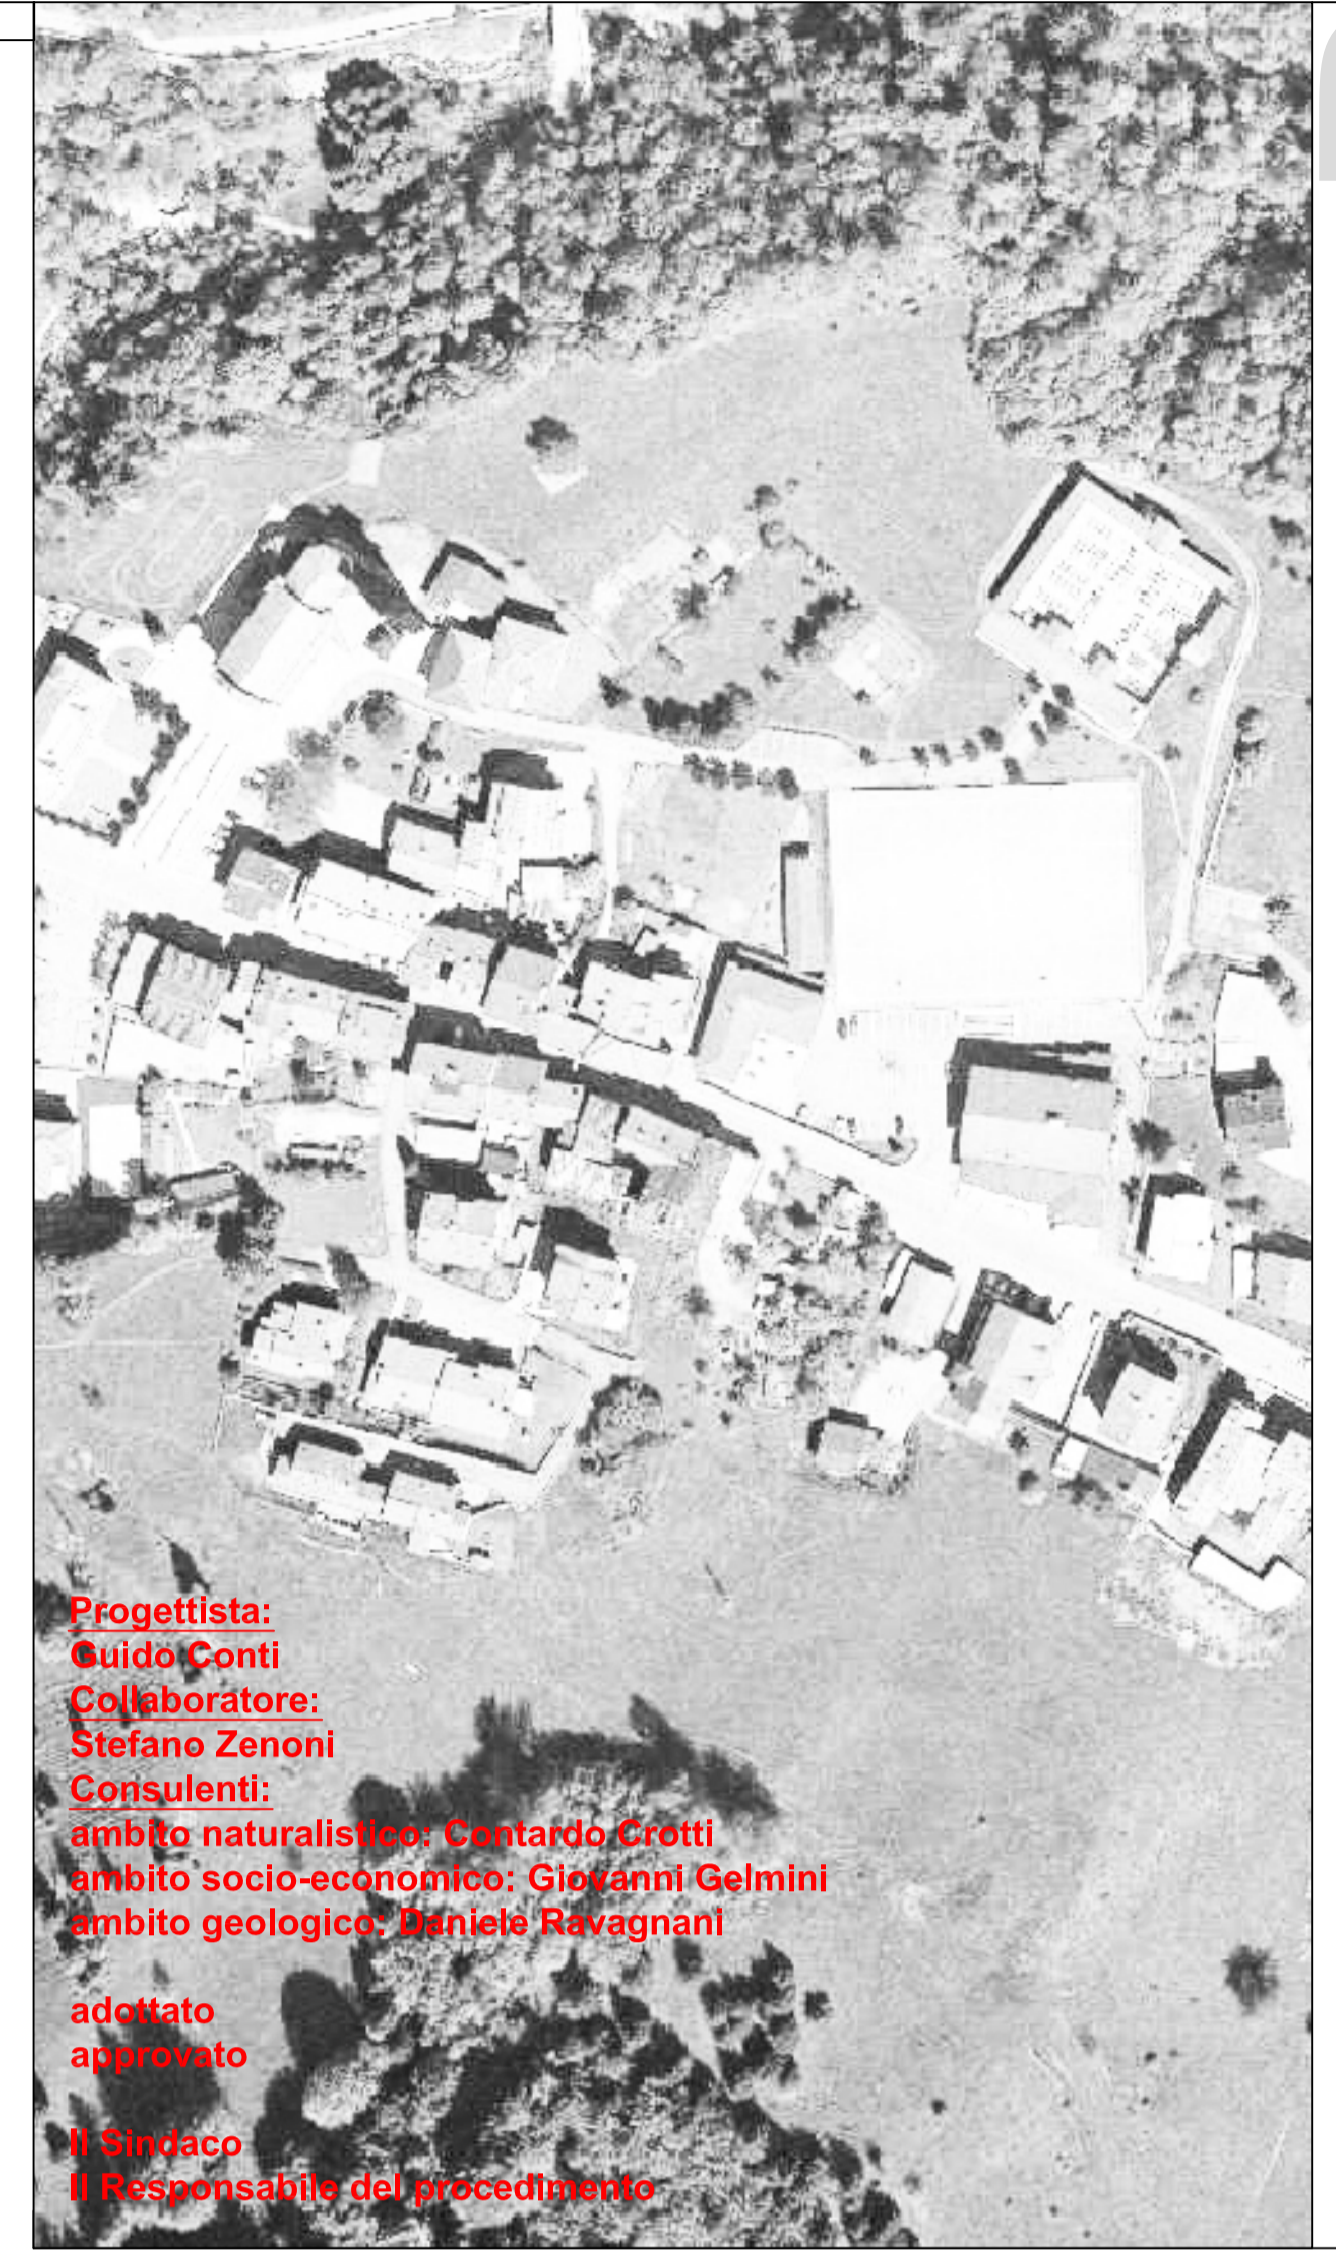 Progettista:
Guido Conti
Collaboratore:
Stefano Zenoni
Consulenti:
ambito naturalistico: Contardo Crotti
ambito socio-economico: Giovanni Gelmini
ambito geologico: Daniele Ravagnani
adottato
approvato
Il Sindaco
Il Responsabile del procedimento